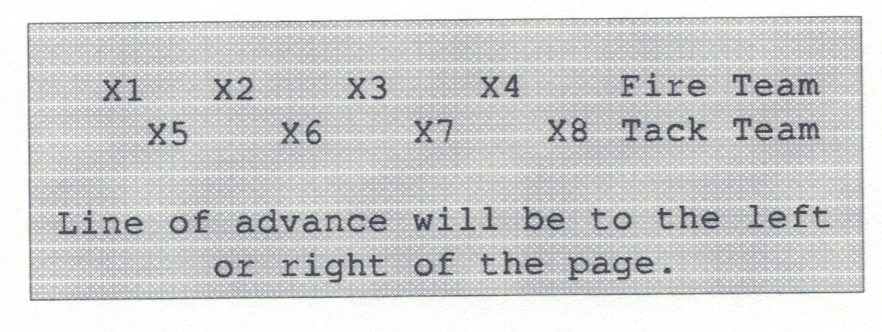 X1 X2 X3 X4 Fire Team
X5 X6 X7 X8 Tack Team
Line of advance will be to the left
or right of the page.